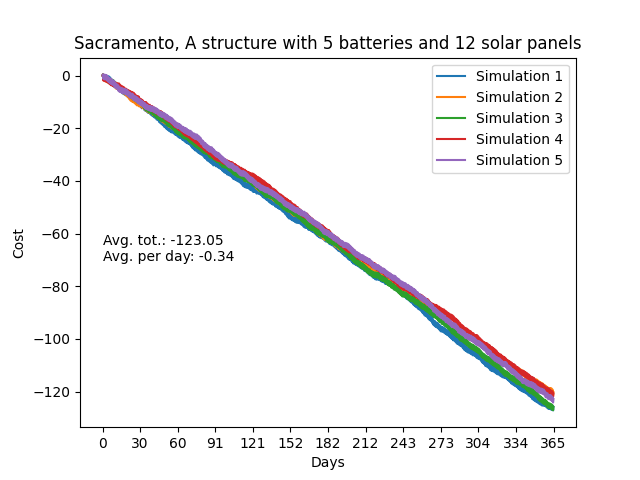 Sacramento, A structure with 5 batteries and 12 solar panels
Simulation 1
Simulation 2
Simulation 3
Simulation 4
Simulation 5
Cost
0
−20
−40
−60
−80
−100
−120
Avg. tot.: -123.05
Avg. per day: -0.34
0 30 60 91 121 152 182 212 243 273 304 334 365
Days